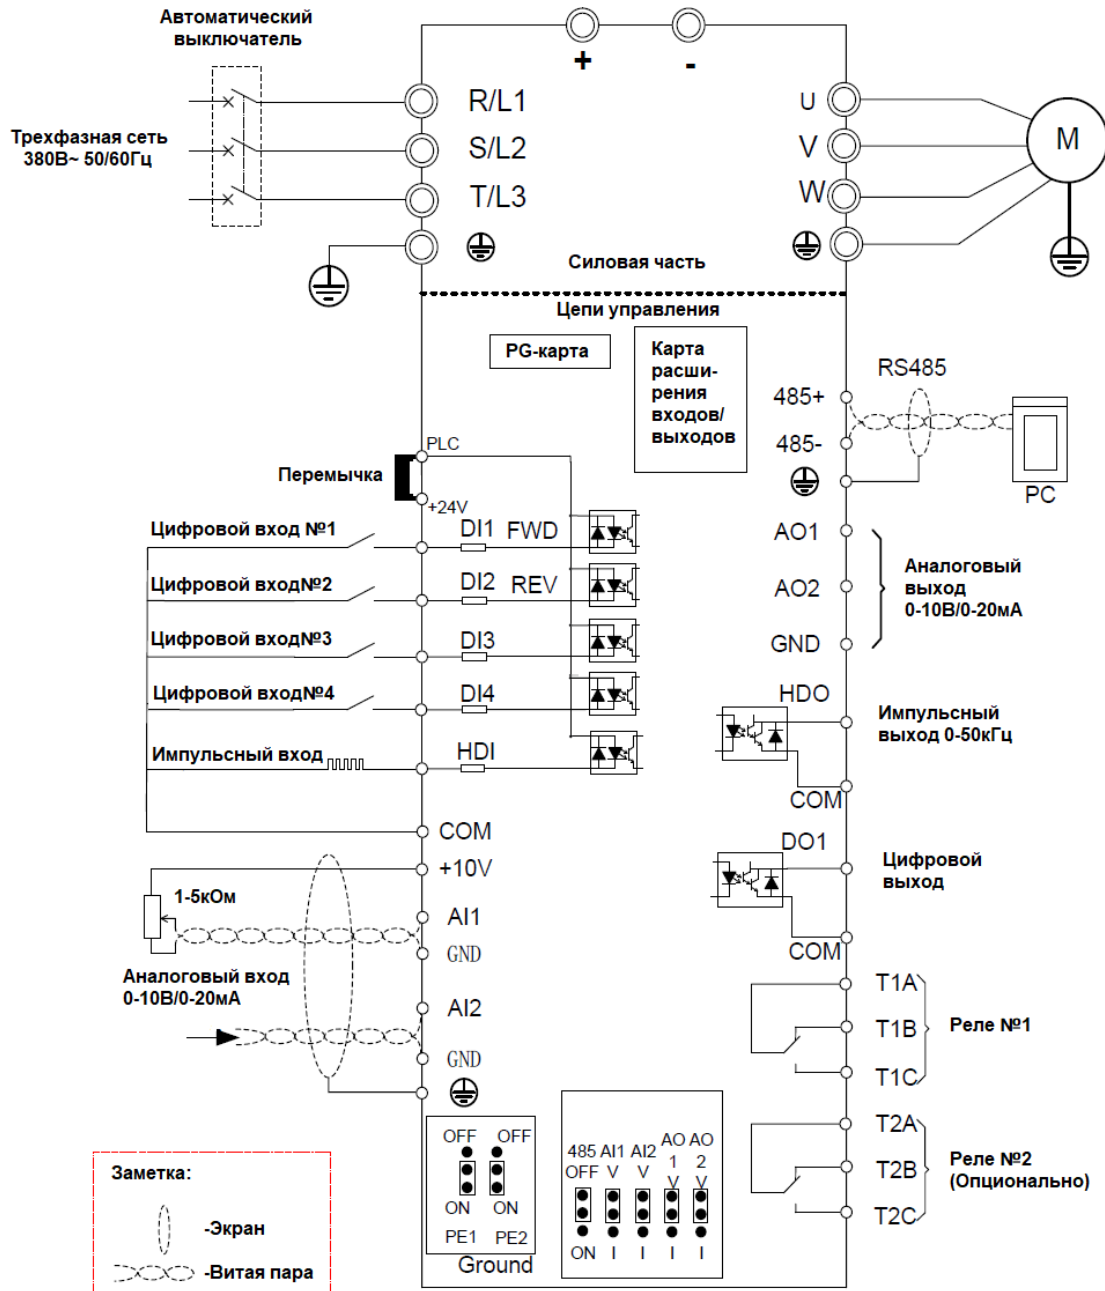 Автоматический
выключатель
+
-
R/L1
S/L2
T/L3
Трехфазная сеть
380В~ 50/60Гц
U
V
W
M
Силовая часть
Цепи управления
PG-карта
Карта
расши-
рения
входов/
выходов
RS485
485+
485-
PC
PLC
Перемычка
+24V
Цифровой вход №1
DI1 FWD
Цифровой вход№2
DI2 REV
Цифровой вход№3
DI3
Цифровой вход№4
DI4
Импульсный вход
HDI
COM
+10V
1-5кОм
AI1
GND
Аналоговый вход
0-10В/0-20мА
AI2
GND
AO1
AO2
GND
Аналоговый
выход
0-10В/0-20мА
HDO
Импульсный
выход 0-50кГц
COM
DO1
Цифровой
выход
COM
T1A
T1B
T1C
Реле №1
T2A
T2B
T2C
Реле №2
(Опционально)
OFF OFF
ON ON
PE1 PE2
Ground
485 AI1 AI2 AO AO
OFF V V 1 2
V V
ON I I I I
Заметка:
-Экран
-Витая пара